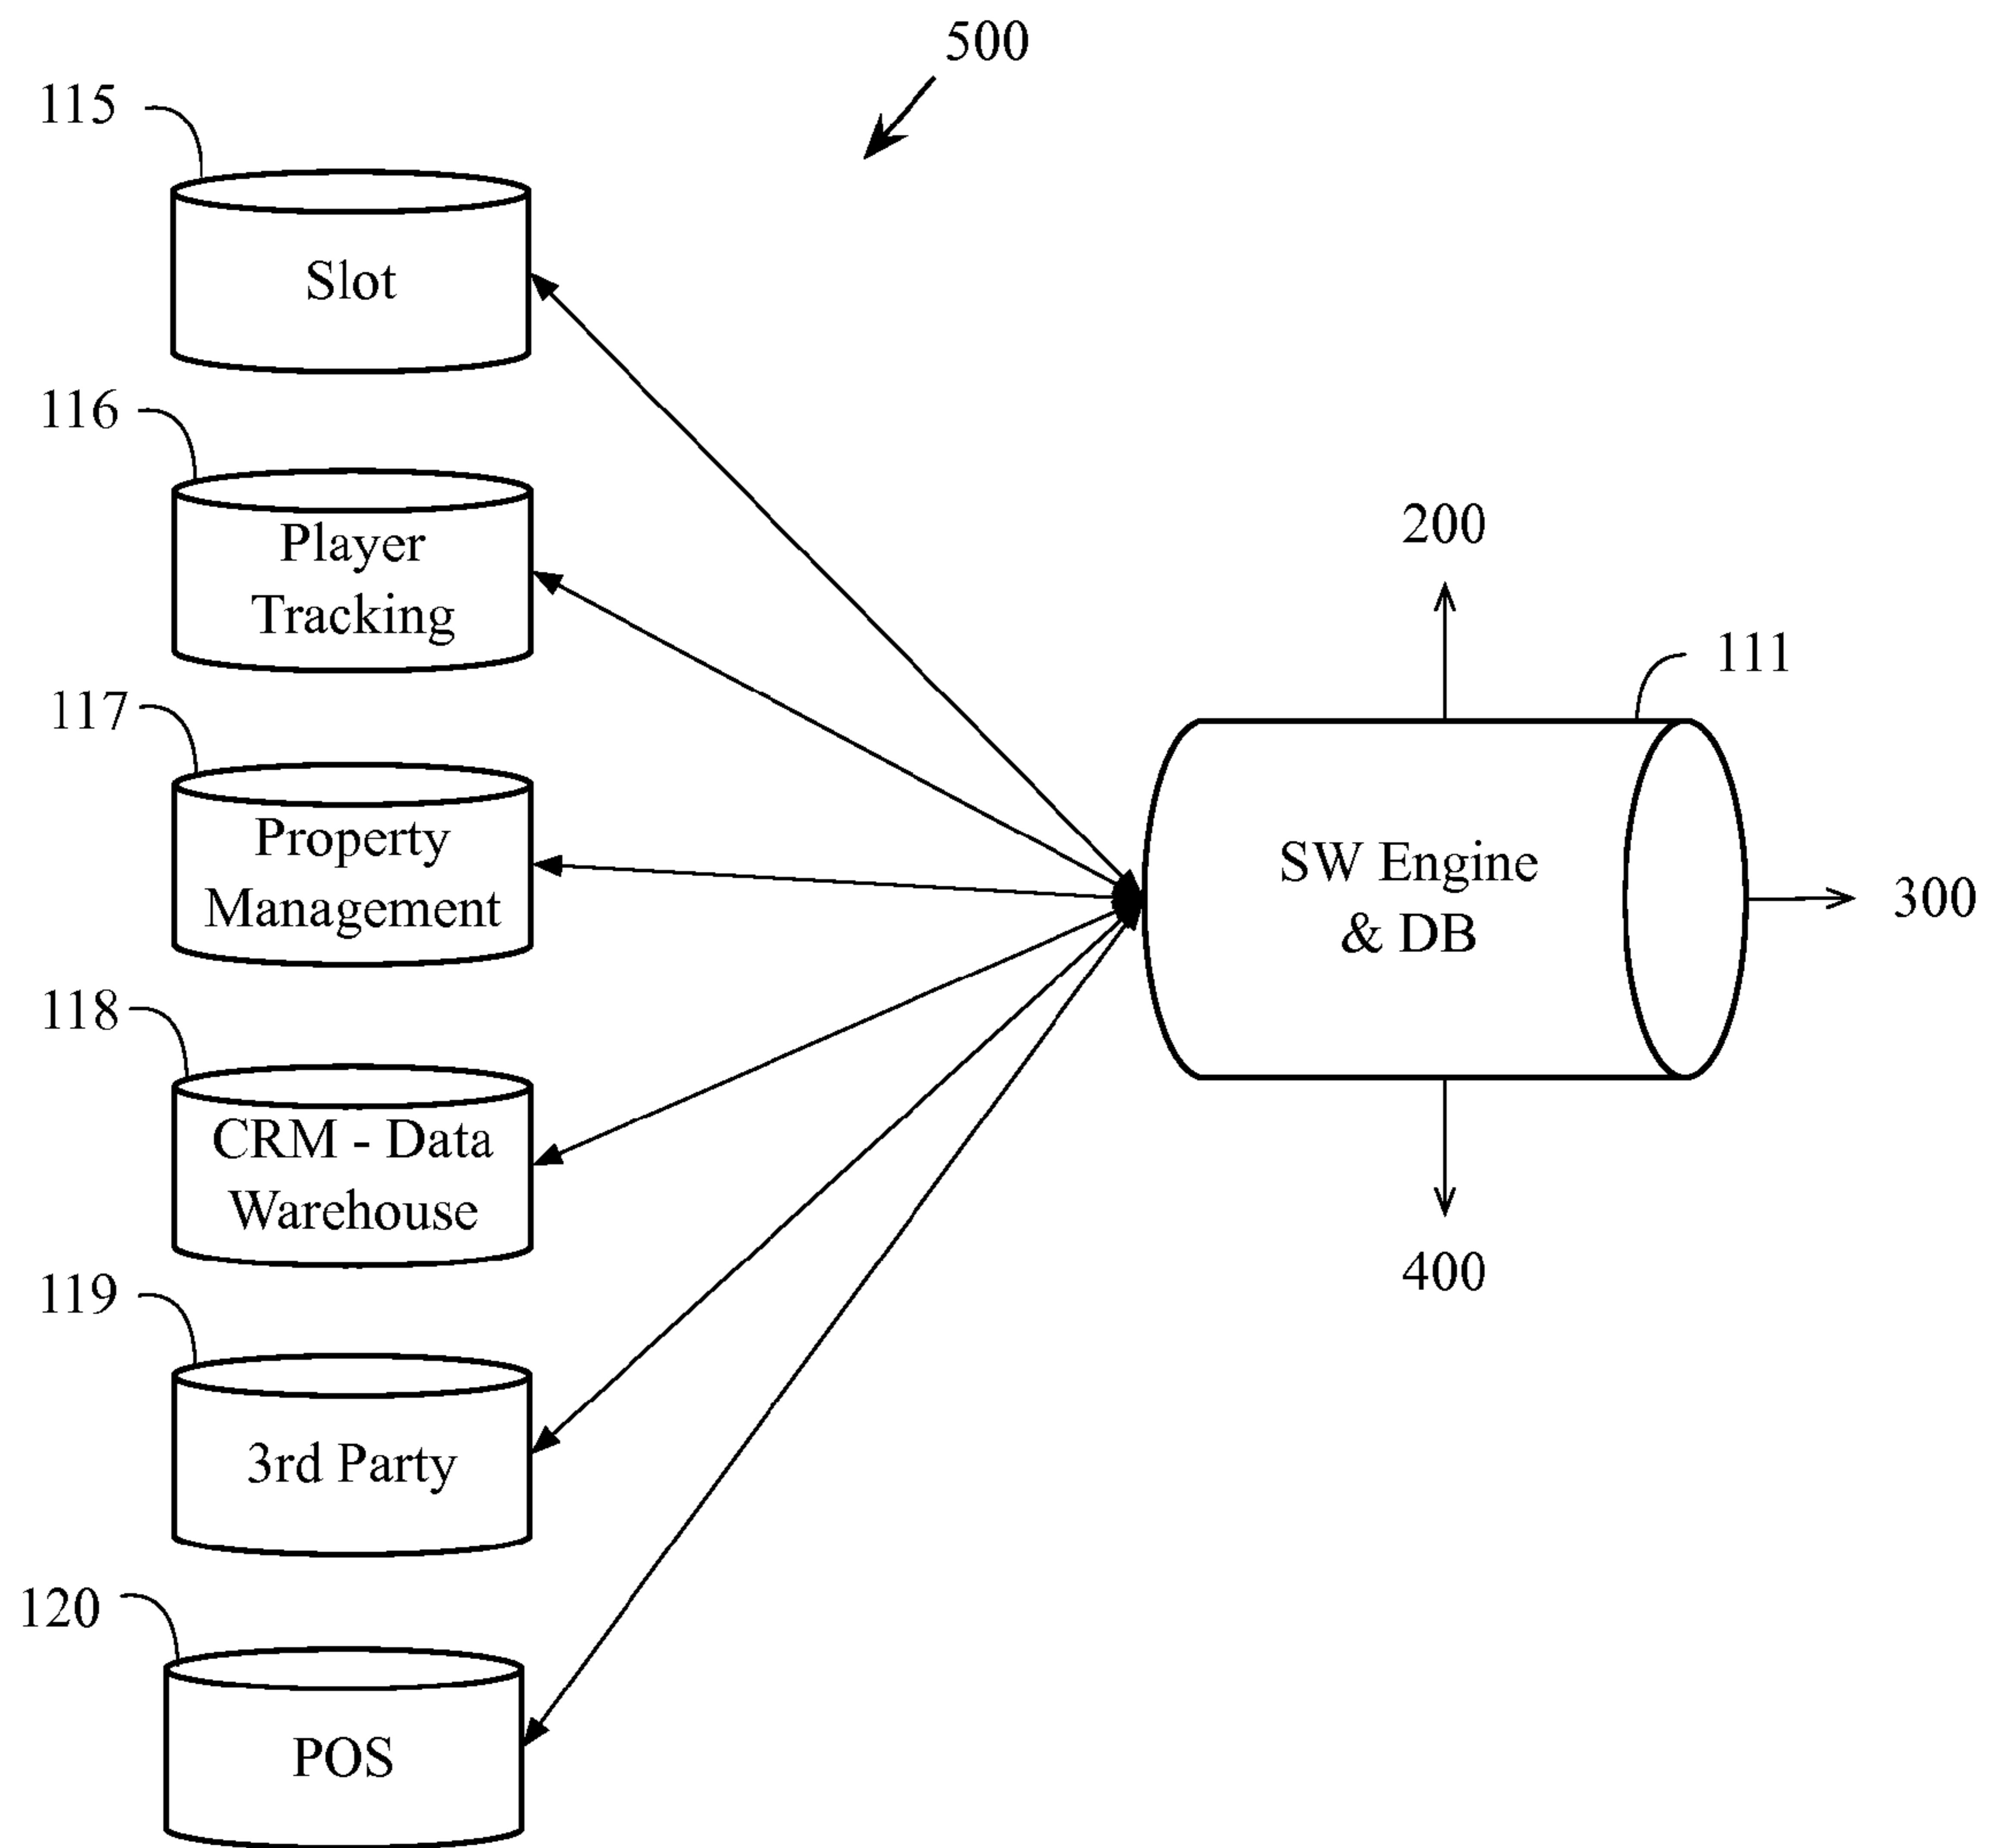 500
115
Slot
116
Player
Tracking
117
Property
Management
118
CRM - Data
Warehouse
119
3rd Party
120
POS
200
111
SW Engine
& DB
300
400